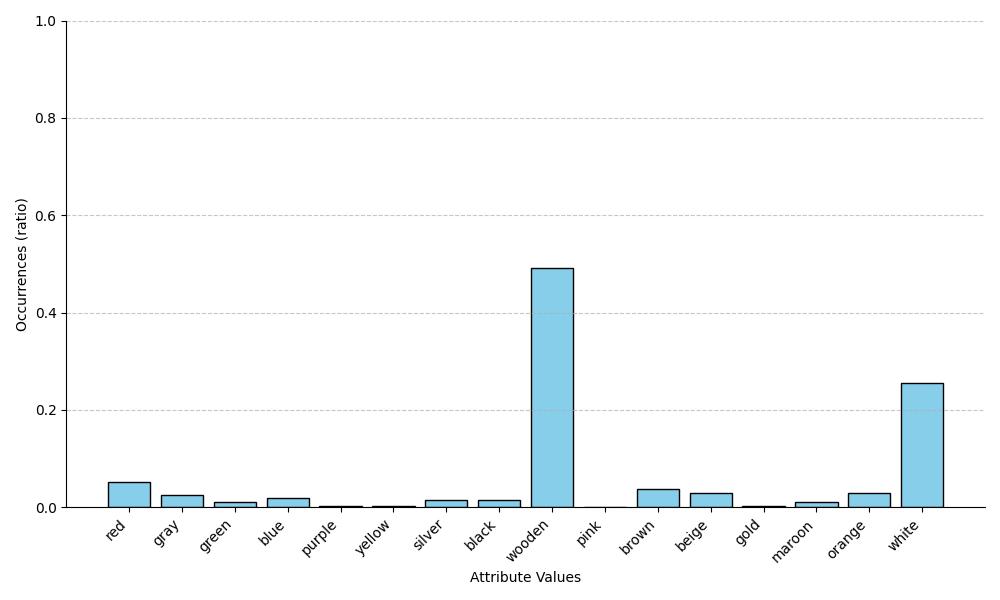 1.0
0.8
0.6
0.4
0.2
0.0
Occurrences (ratio)
red
gray
green
blue
purple
yellow
silver
black
wooden
pink
brown
beige
gold
maroon
orange
white
Attribute Values